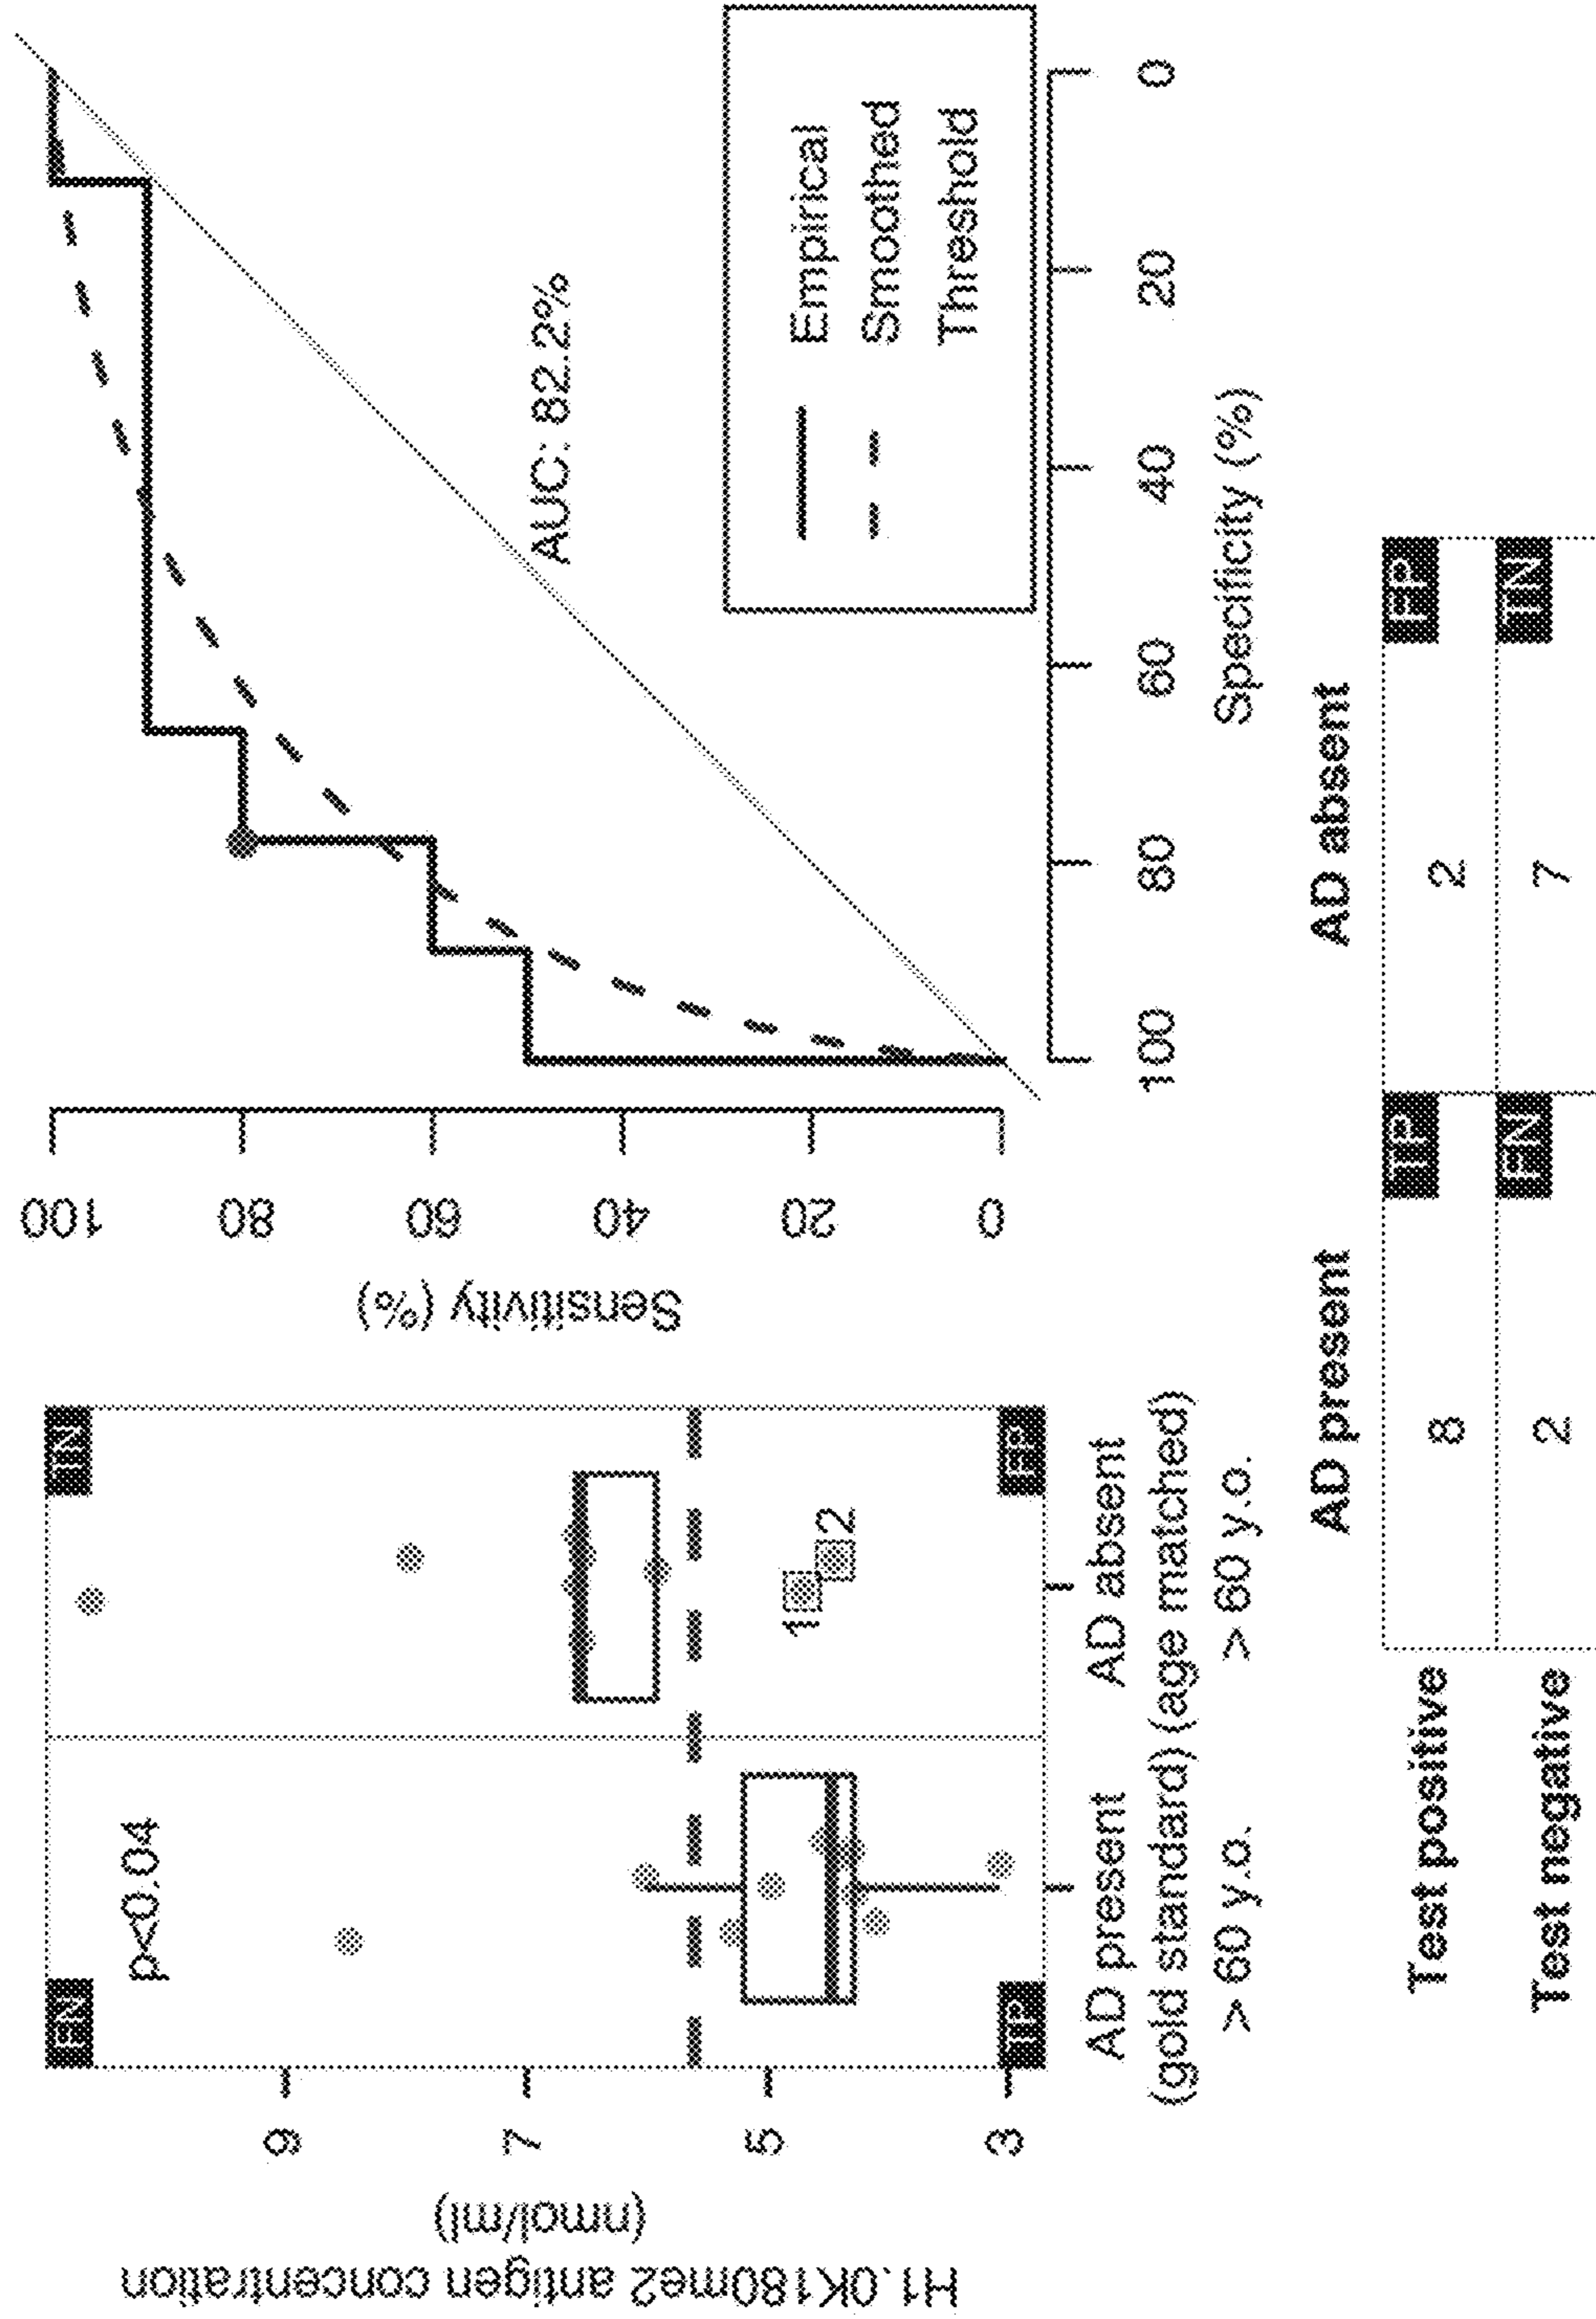 H1.0K180me2 antigen concentration
(nmol/ml)
9
7
5
3
FN
TN
p<0.04
1
2
TP
FP
AD present
AD absent
(gold standard) (age matched)
> 60 y.o.
> 60 y.o.
Sensitivity (%)
100
80
60
40
20
0
AUC: 82.2%
Empirical
Smoothed
Threshold
100
80
60
40
20
0
Specificity (%)
AD present
AD absent
Test positive
8
TP
2
FP
Test negative
2
FN
7
TN